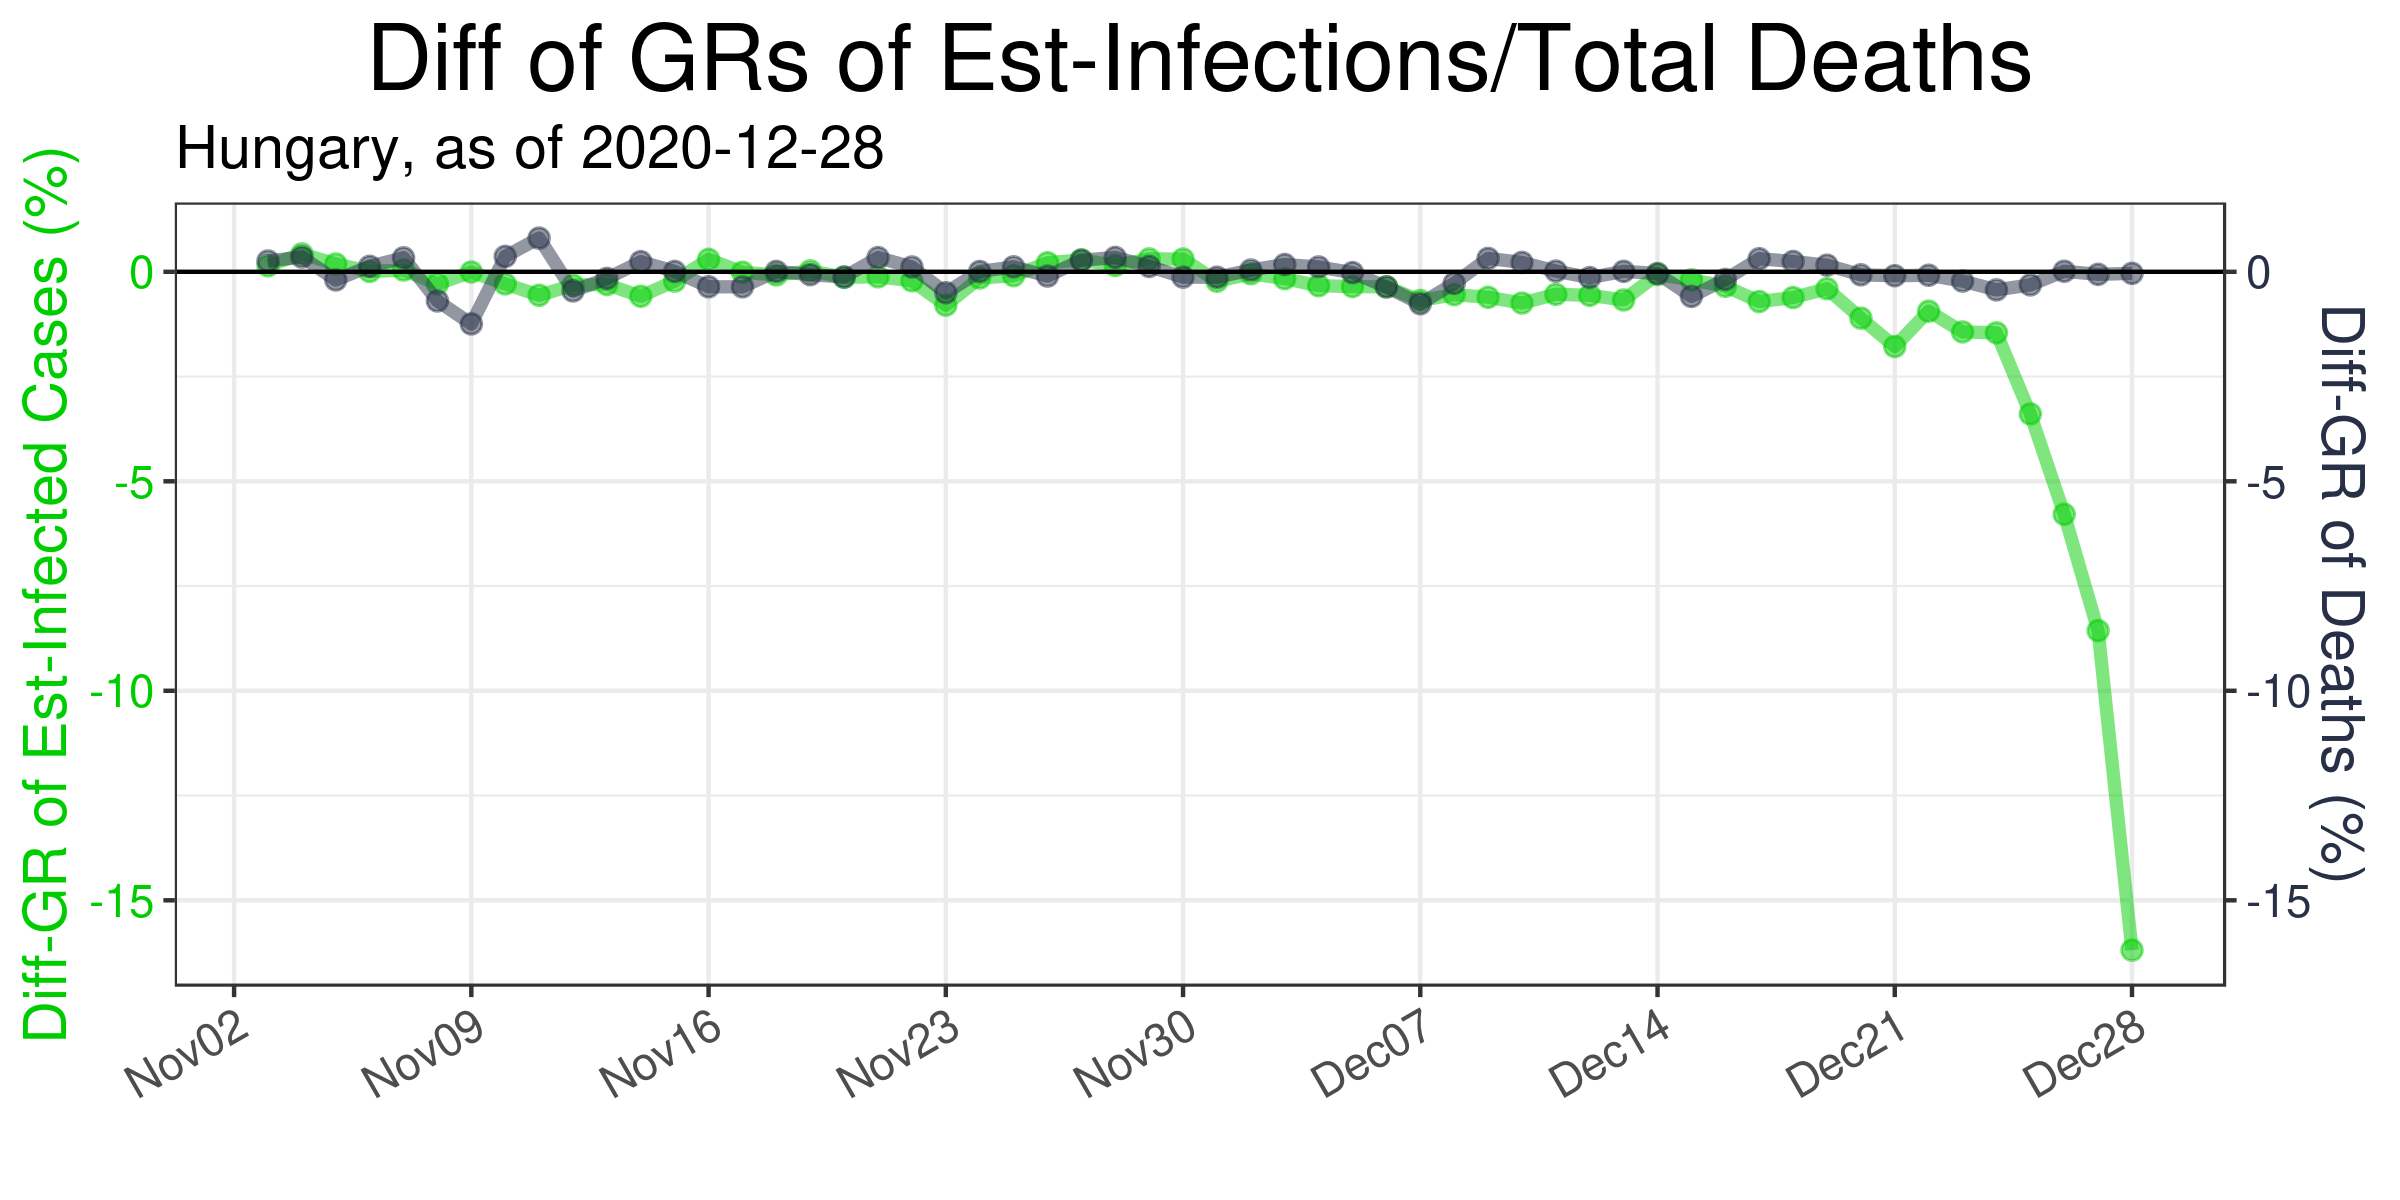 Diff of GRs of Est-Infections/Total Deaths
Hungary, as of 2020-12-28
Diff-GR of Est-Infected Cases (%)
0
-5
-10
-15
0
-5
-10
-15
Diff-GR of Deaths (%)
Nov02
Nov09
Nov16
Nov23
Nov30
Dec07
Dec14
Dec21
Dec28